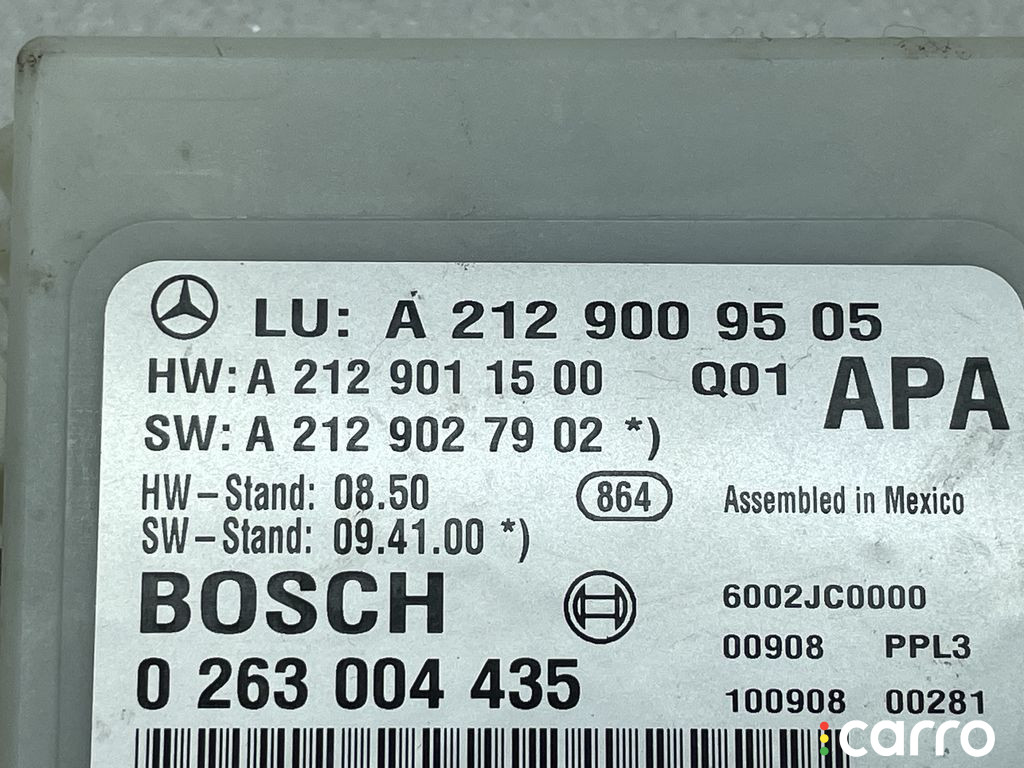 LU: A 212 900 95 05
HW: A 212 901 15 00 Q01 APA
SW: A 212 902 79 02 *)
HW-Stand: 08.50 864 Assembled in Mexico
SW-Stand: 09.41.00 *)
BOSCH 6002JC0000
00908 PPL3
0 263 004 435 100908 00281
carro